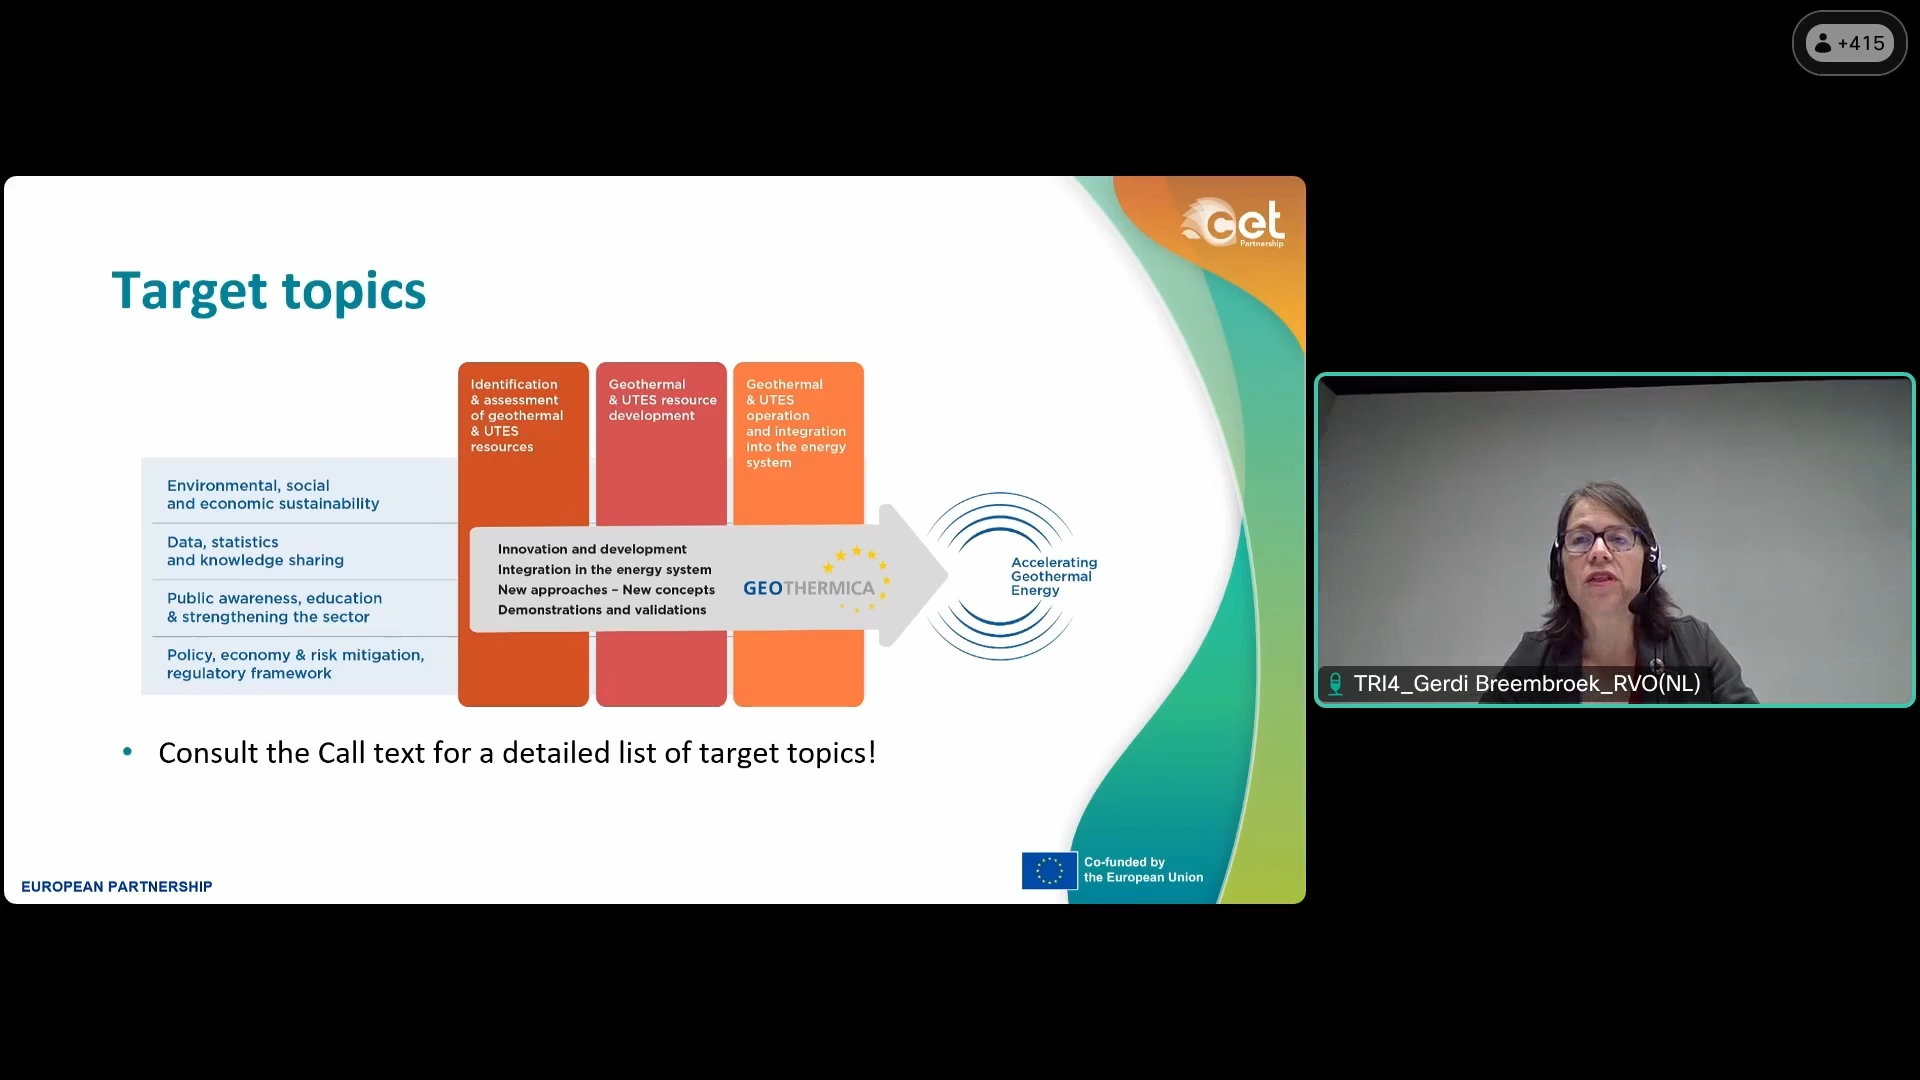 +415
cet
Partnership
Target topics
Identification
& assessment
of geothermal
& UTES
resources
Geothermal
& UTES resource
development
Geothermal
& UTES
operation
and integration
into the energy
system
Environmental, social
and economic sustainability
Data, statistics
and knowledge sharing
Public awareness, education
& strengthening the sector
Policy, economy & risk mitigation,
regulatory framework
Innovation and development
Integration in the energy system
New approaches – New concepts
Demonstrations and validations
GEOTHERMICA
Accelerating
Geothermal
Energy
• Consult the Call text for a detailed list of target topics!
EUROPEAN PARTNERSHIP
Co-funded by
the European Union
TRI4_Gerdi Breembroek_RVO(NL)